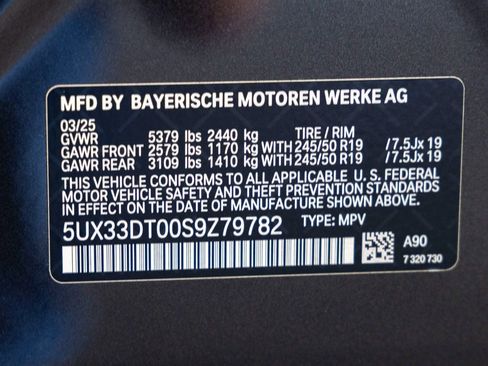 MFD BY BAYERISCHE MOTOREN WERKE AG
03/25
GVWR 5379 lbs 2440 kg TIRE / RIM
GAWR FRONT 2579 lbs 1170 kg WITH 245/50 R19 /7.5Jx 19
GAWR REAR 3109 lbs 1410 kg WITH 245/50 R19 /7.5Jx 19
THIS VEHICLE CONFORMS TO ALL APPLICABLE U.S. FEDERAL
MOTOR VEHICLE SAFETY AND THEFT PREVENTION STANDARDS
IN EFFECT ON THE DATE OF MANUFACTURE SHOWN ABOVE.
5UX33DT00S9Z79782 TYPE: MPV
A90
7 320 730